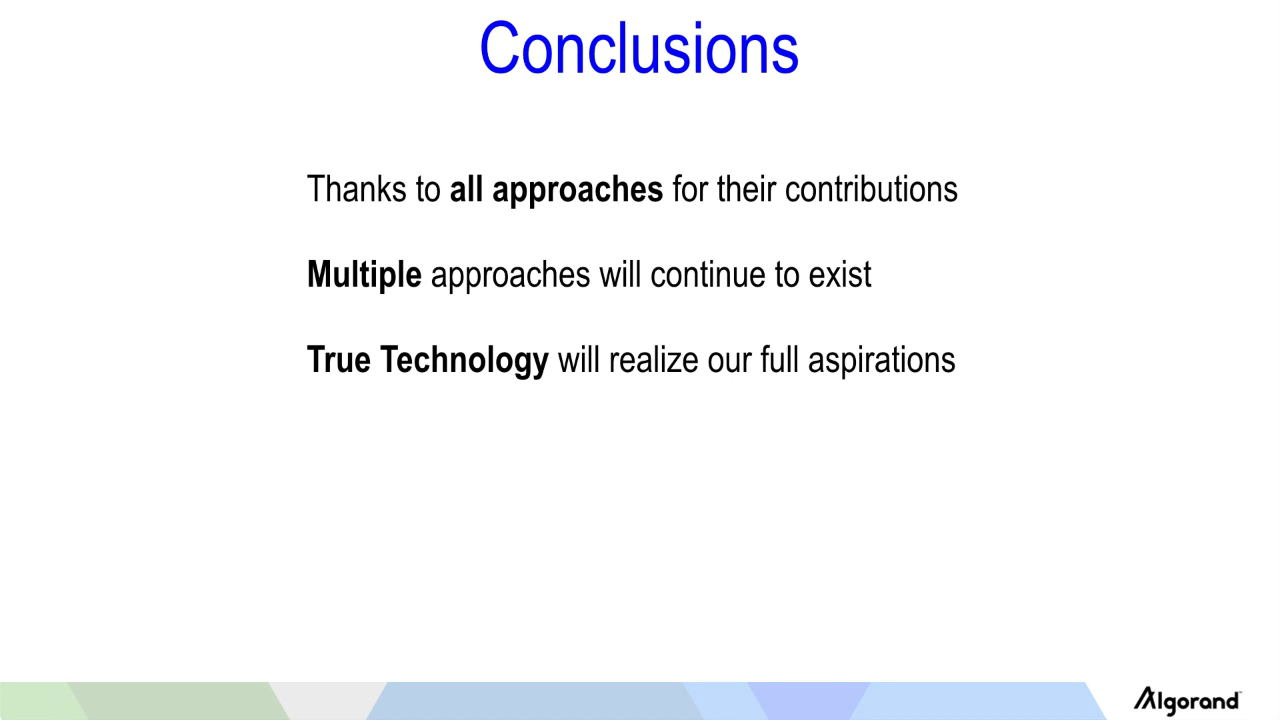 Conclusions
Thanks to all approaches for their contributions
Multiple approaches will continue to exist
True Technology will realize our full aspirations
Algorand